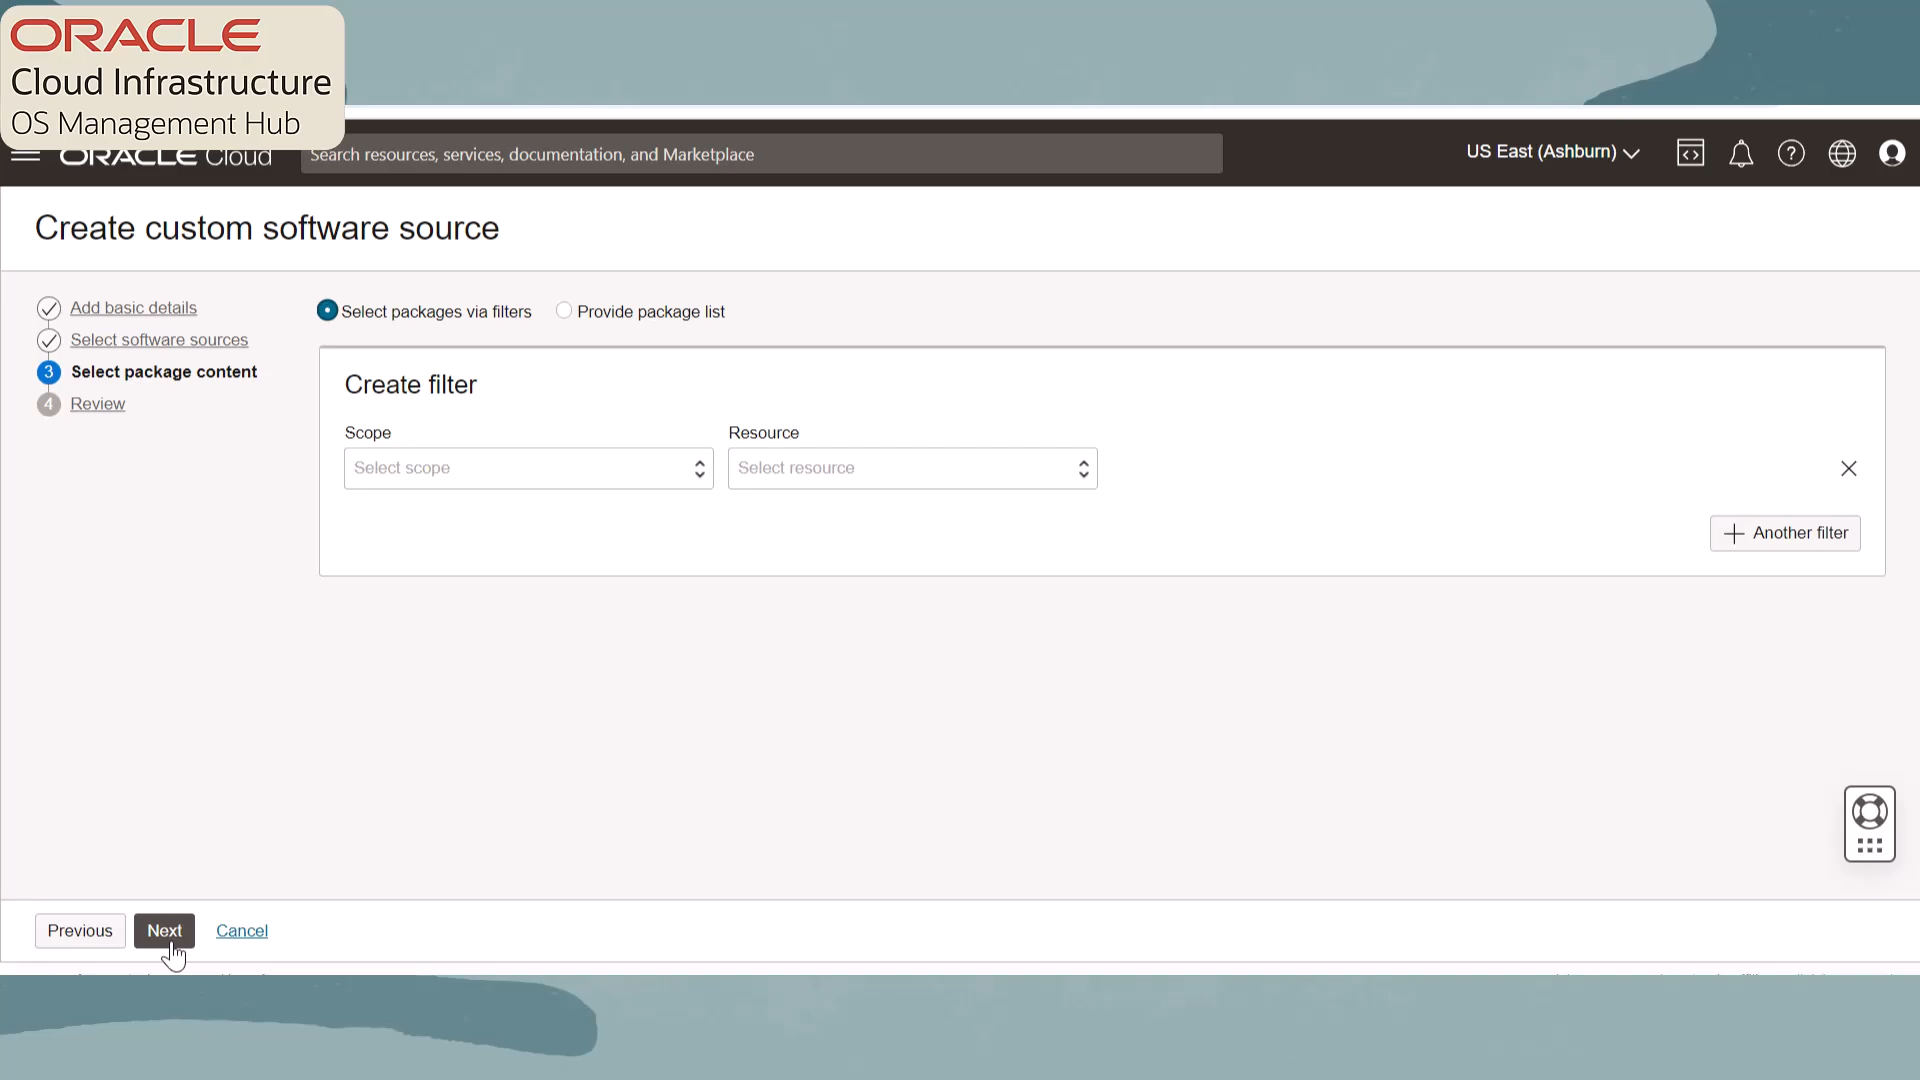 ORACLE
Cloud Infrastructure
OS Management Hub
ORACLE Cloud
Search resources, services, documentation, and Marketplace
US East (Ashburn)
Create custom software source
Add basic details
Select software sources
3 Select package content
4 Review
Select packages via filters
Provide package list
Create filter
Scope
Resource
Select scope
Select resource
Another filter
Previous
Next
Cancel